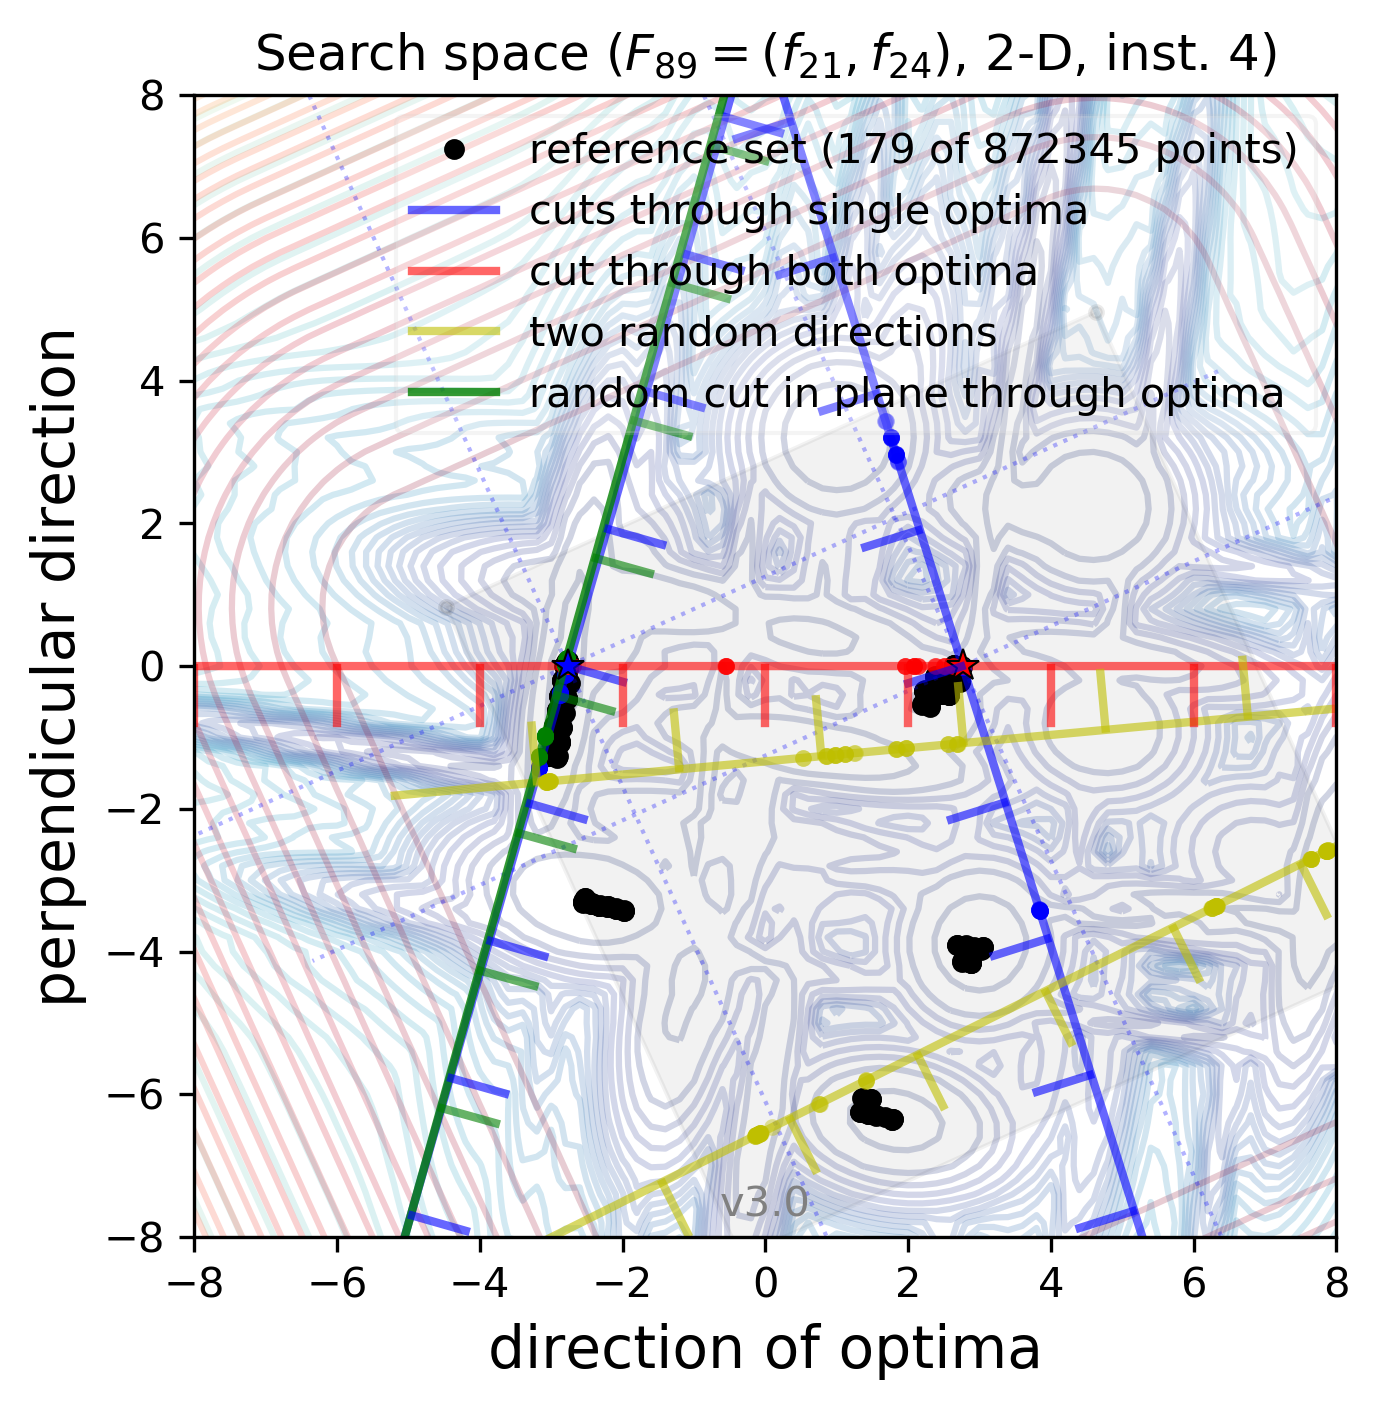 Search space (F₈₉ = (f₂₁, f₂₄), 2-D, inst. 4)
reference set (179 of 872345 points)
cuts through single optima
cut through both optima
two random directions
random cut in plane through optima
8
6
4
2
0
−2
−4
−6
−8
perpendicular direction
v3.0
−8 −6 −4 −2 0 2 4 6 8
direction of optima